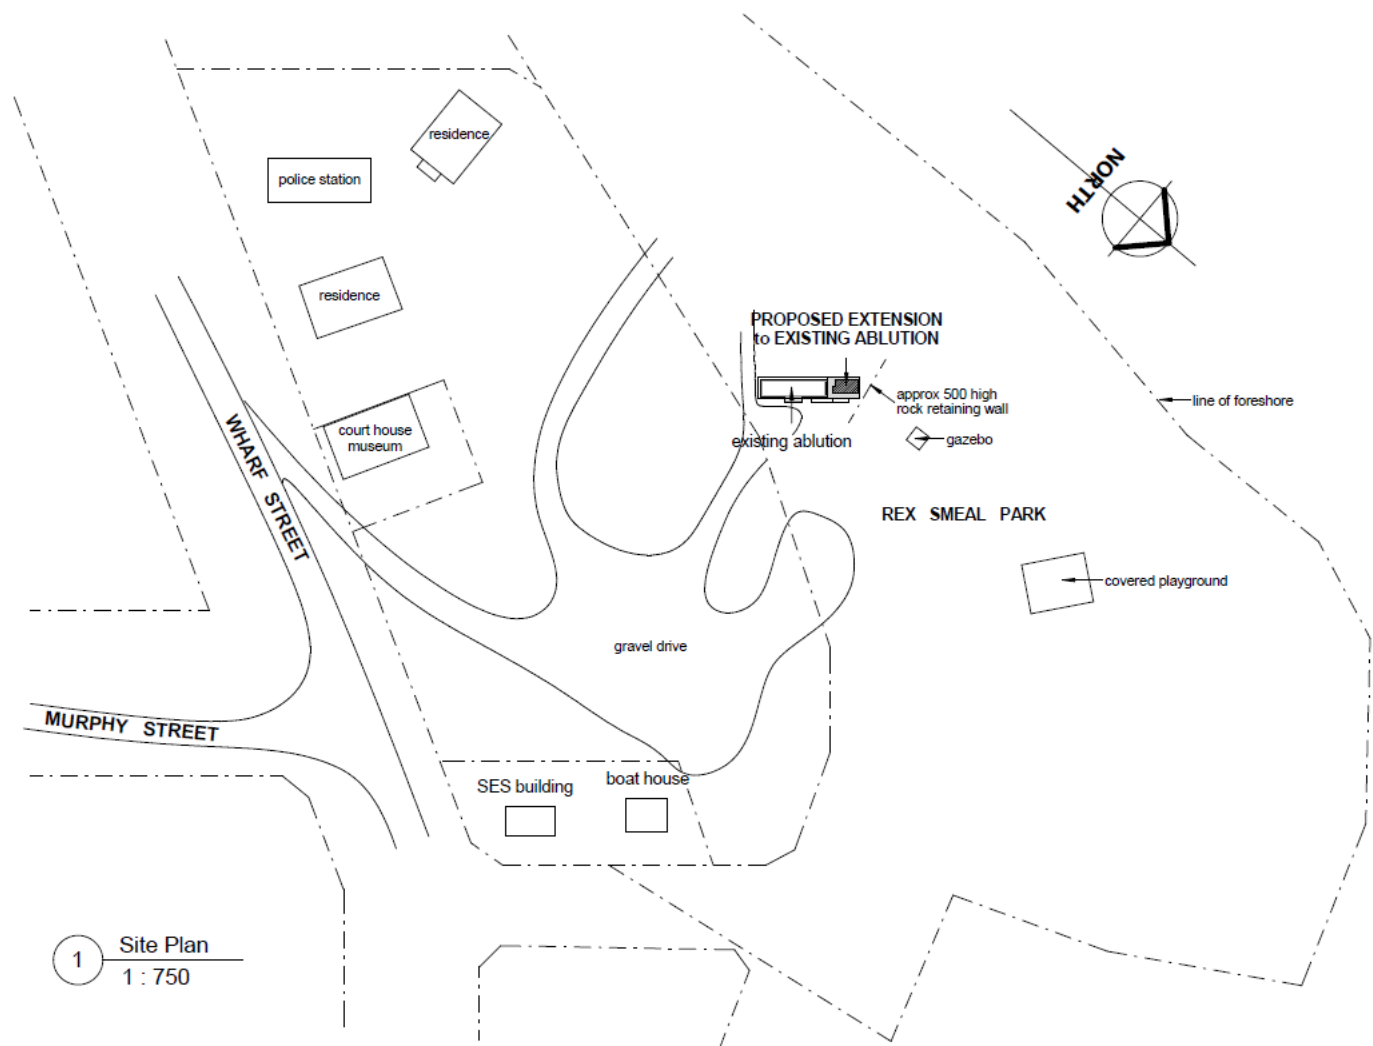 residence
police station
NORTH
residence
PROPOSED EXTENSION
to EXISTING ABLUTION
approx 500 high
rock retaining wall
line of foreshore
court house
museum
existing ablution
gazebo
WHARF STREET
REX SMEAL PARK
covered playground
gravel drive
MURPHY STREET
SES building
boat house
1
Site Plan
1 : 750